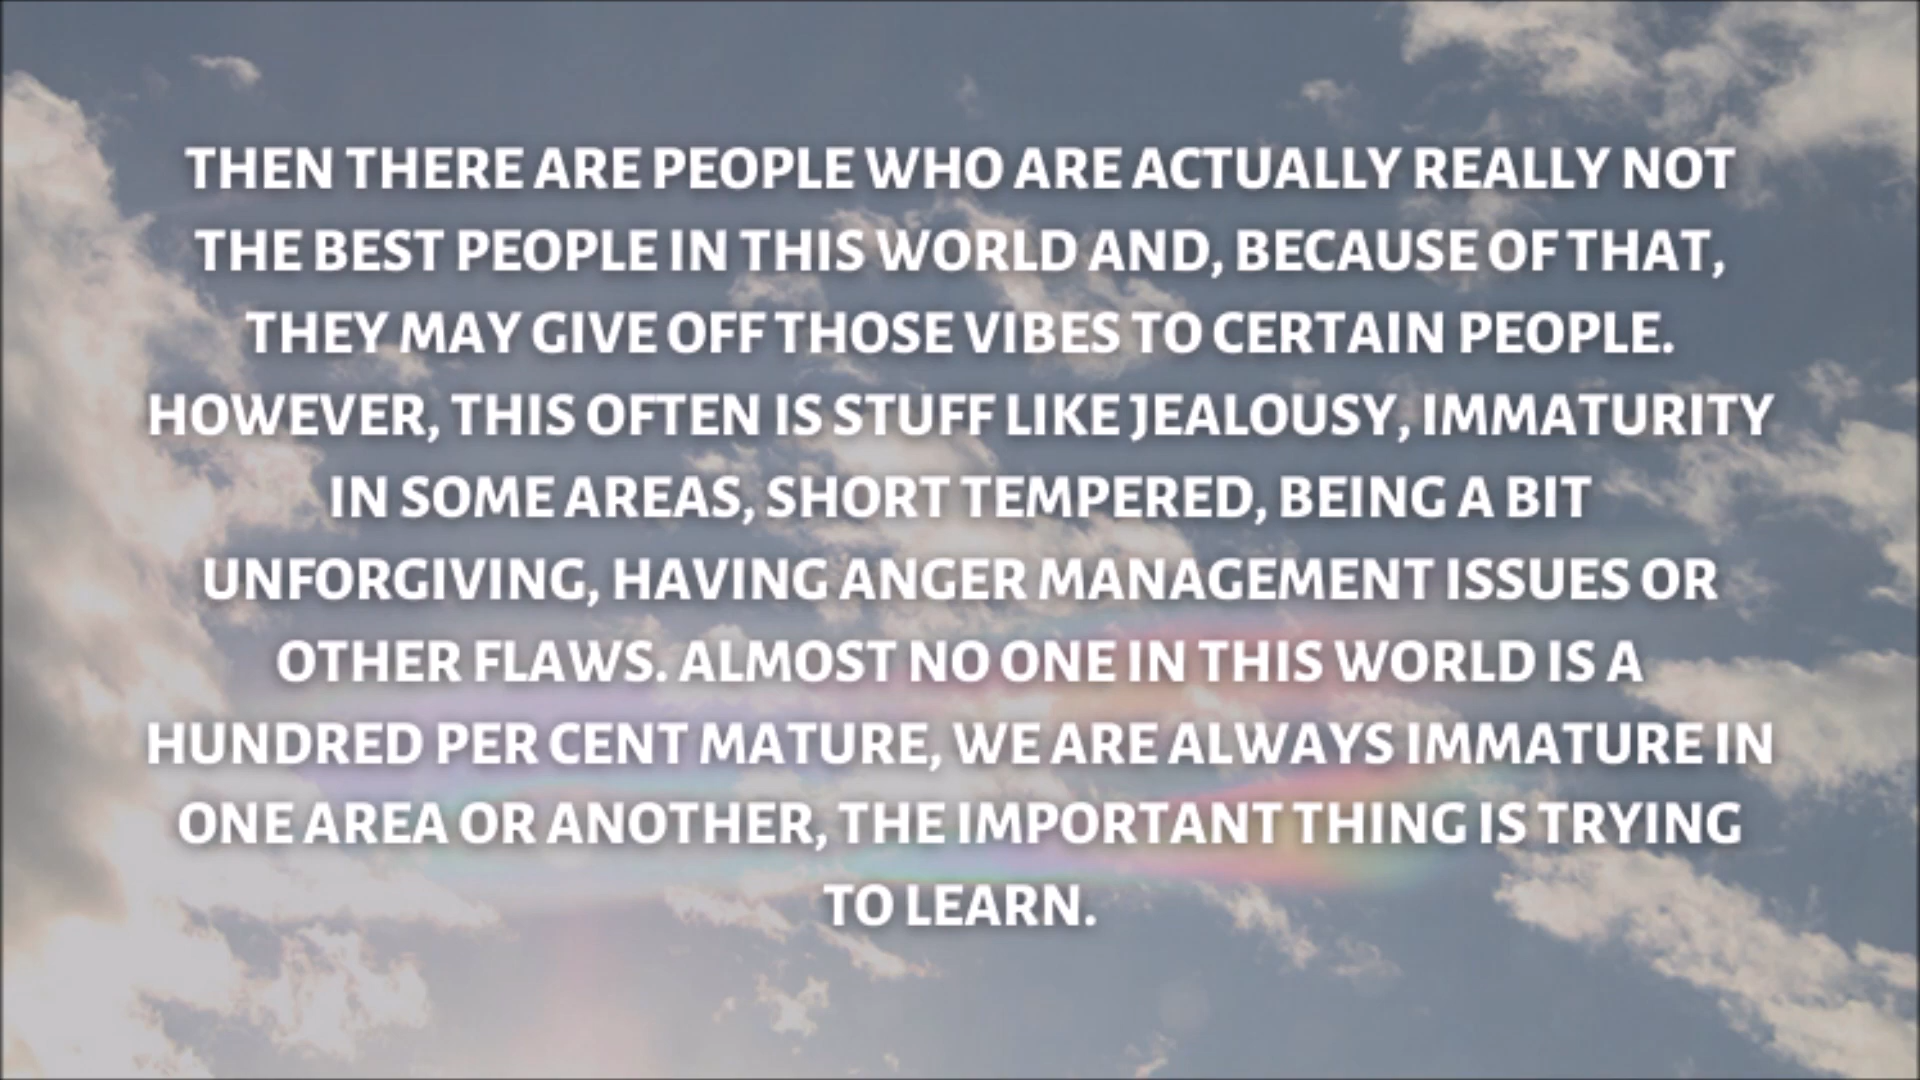 THEN THERE ARE PEOPLE WHO ARE ACTUALLY REALLY NOT
THE BEST PEOPLE IN THIS WORLD AND, BECAUSE OF THAT,
THEY MAY GIVE OFF THOSE VIBES TO CERTAIN PEOPLE.
HOWEVER, THIS OFTEN IS STUFF LIKE JEALOUSY, IMMATURITY
IN SOME AREAS, SHORT TEMPERED, BEING A BIT
UNFORGIVING, HAVING ANGER MANAGEMENT ISSUES OR
OTHER FLAWS. ALMOST NO ONE IN THIS WORLD IS A
HUNDRED PER CENT MATURE, WE ARE ALWAYS IMMATURE IN
ONE AREA OR ANOTHER, THE IMPORTANT THING IS TRYING
TO LEARN.